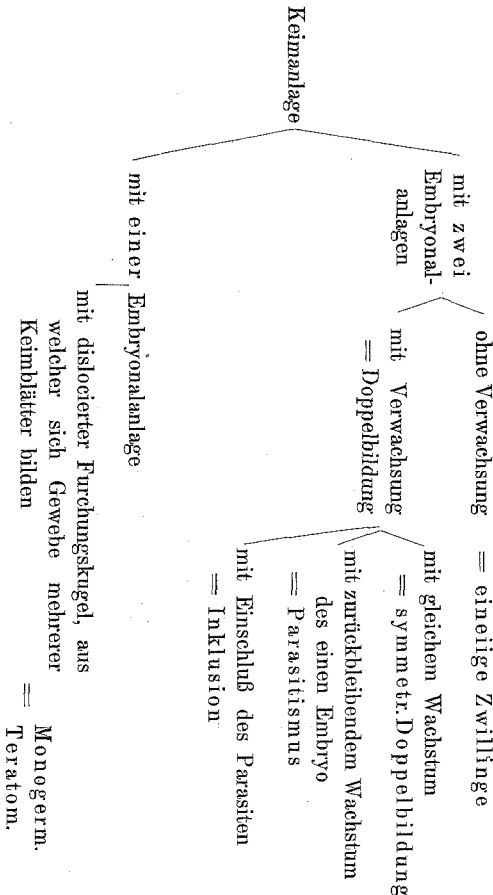 Keimanlage
mit zwei
Embryonal-
anlagen
ohne Verwachsung = eineiige Zwillinge
mit Verwachsung
= Doppelbildung
mit gleichem Wachstum
= symmetr. Doppelbildung
mit zurückbleibendem Wachstum
des einen Embryo
= Parasitismus
mit Einschluß des Parasiten
= Inklusion
mit einer Embryonalanlage
mit dislocierter Furchungskugel, aus
welcher sich Gewebe mehrerer
Keimblätter bilden
= Monogerm.
Teratom.